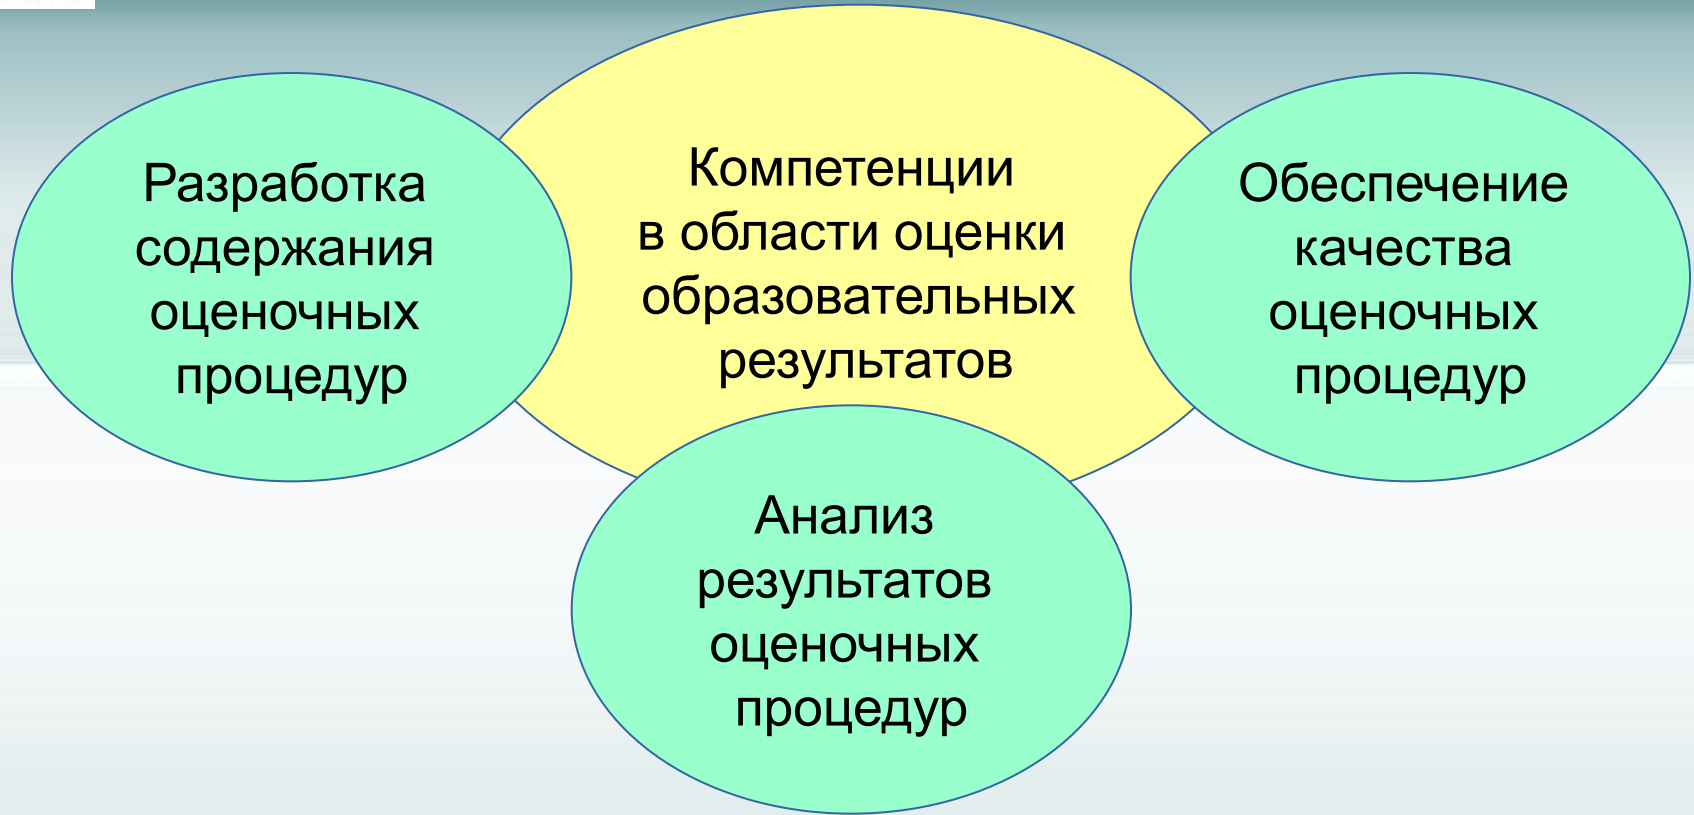 Разработка
содержания
оценочных
процедур
Компетенции
в области оценки
образовательных
результатов
Обеспечение
качества
оценочных
процедур
Анализ
результатов
оценочных
процедур